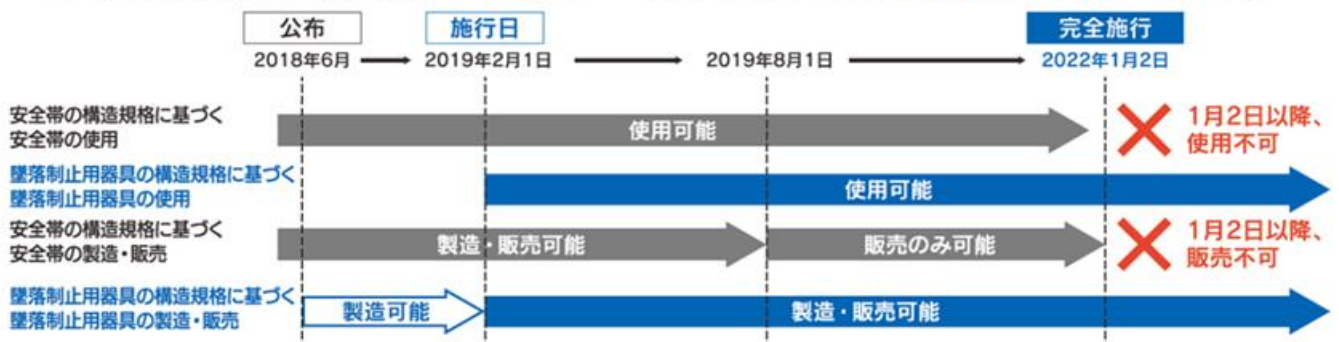 公布
施行日
完全施行
2018年6月
2019年2月1日
2019年8月1日
2022年1月2日
安全帯の構造規格に基づく
安全帯の使用
使用可能
1月2日以降、
使用不可
墜落制止用器具の構造規格に基づく
墜落制止用器具の使用
使用可能
安全帯の構造規格に基づく
安全帯の製造・販売
製造・販売可能
販売のみ可能
1月2日以降、
販売不可
墜落制止用器具の構造規格に基づく
墜落制止用器具の製造・販売
製造可能
製造・販売可能